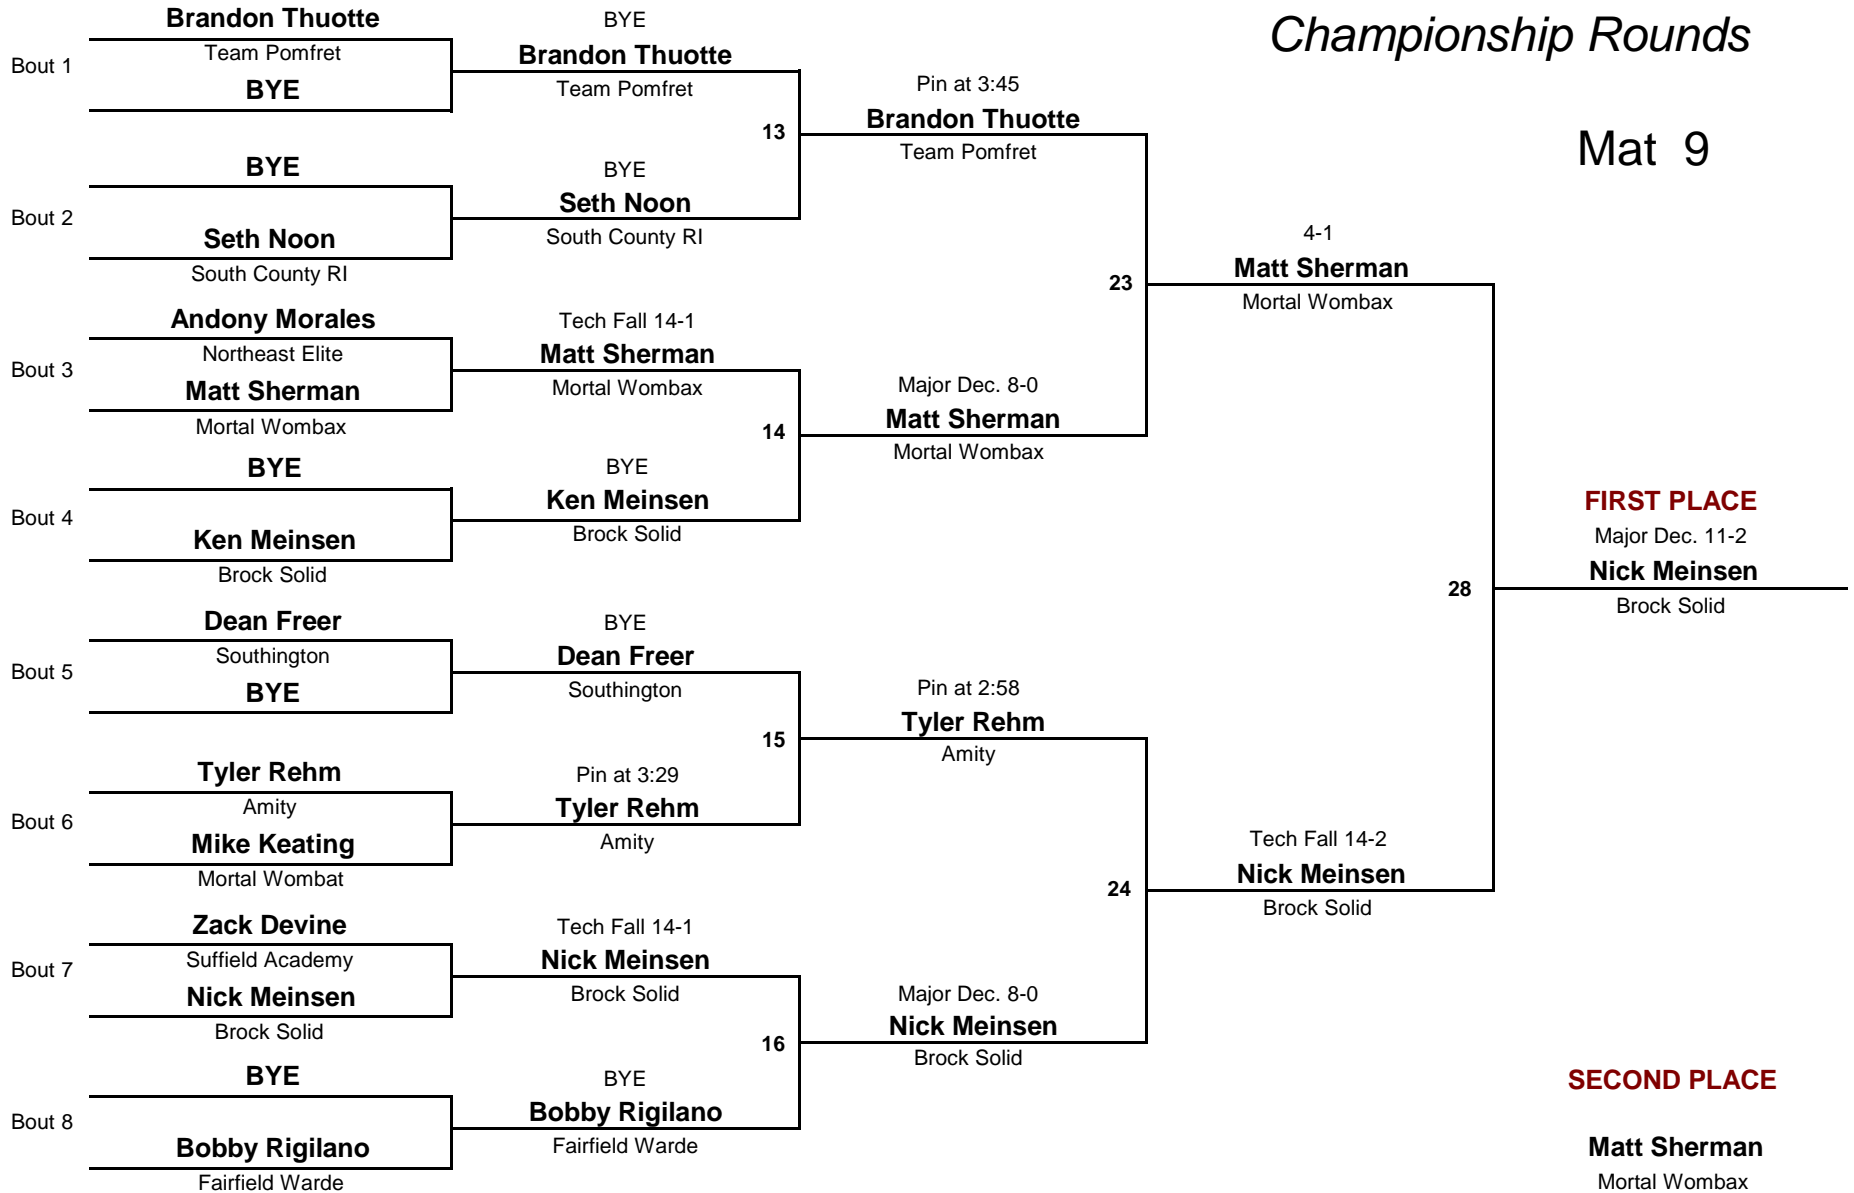 Championship Rounds
Mat 9
Bout 1
Brandon Thuotte
Team Pomfret
BYE
Bout 2
BYE
Seth Noon
South County RI
Bout 3
Andony Morales
Northeast Elite
Matt Sherman
Mortal Wombax
Bout 4
BYE
Ken Meinsen
Brock Solid
Bout 5
Dean Freer
Southington
BYE
Bout 6
Tyler Rehm
Amity
Mike Keating
Mortal Wombat
Bout 7
Zack Devine
Suffield Academy
Nick Meinsen
Brock Solid
Bout 8
BYE
Bobby Rigilano
Fairfield Warde
BYE
Brandon Thuotte
Team Pomfret
13
BYE
Seth Noon
South County RI
Tech Fall 14-1
Matt Sherman
Mortal Wombax
14
BYE
Ken Meinsen
Brock Solid
BYE
Dean Freer
Southington
15
Pin at 3:29
Tyler Rehm
Amity
Tech Fall 14-1
Nick Meinsen
Brock Solid
16
BYE
Bobby Rigilano
Fairfield Warde
Pin at 3:45
Brandon Thuotte
Team Pomfret
23
Major Dec. 8-0
Matt Sherman
Mortal Wombax
Pin at 2:58
Tyler Rehm
Amity
24
Major Dec. 8-0
Nick Meinsen
Brock Solid
4-1
Matt Sherman
Mortal Wombax
28
Tech Fall 14-2
Nick Meinsen
Brock Solid
FIRST PLACE
Major Dec. 11-2
Nick Meinsen
Brock Solid
SECOND PLACE
Matt Sherman
Mortal Wombax